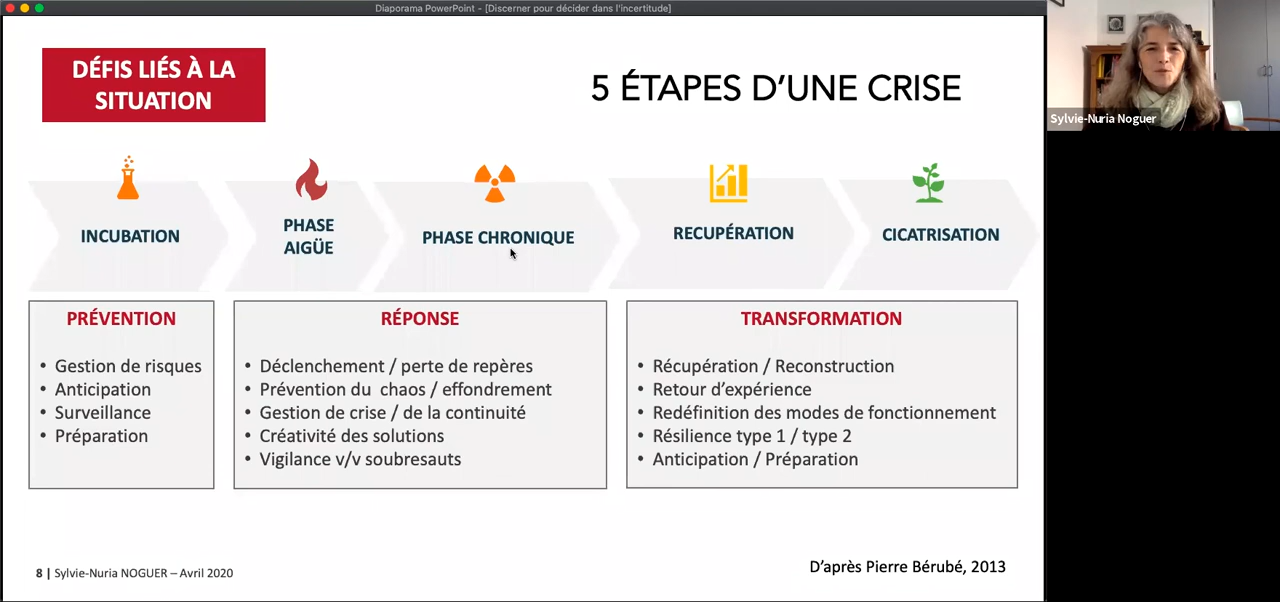 Diaporama PowerPoint - [Discerner pour décider dans l'incertitude]
DÉFIS LIÉS À LA
SITUATION
5 ÉTAPES D'UNE CRISE
Sylvie-Nuria Noguer
INCUBATION
PHASE
AIGÜE
PHASE CHRONIQUE
RECUPÉRATION
CICATRISATION
PRÉVENTION
• Gestion de risques
• Anticipation
• Surveillance
• Préparation
RÉPONSE
• Déclenchement / perte de repères
• Prévention du chaos / effondrement
• Gestion de crise / de la continuité
• Créativité des solutions
• Vigilance v/v soubresauts
TRANSFORMATION
• Récupération / Reconstruction
• Retour d'expérience
• Redéfinition des modes de fonctionnement
• Résilience type 1 / type 2
• Anticipation / Préparation
8 | Sylvie-Nuria NOGUER – Avril 2020
D'après Pierre Bérubé, 2013